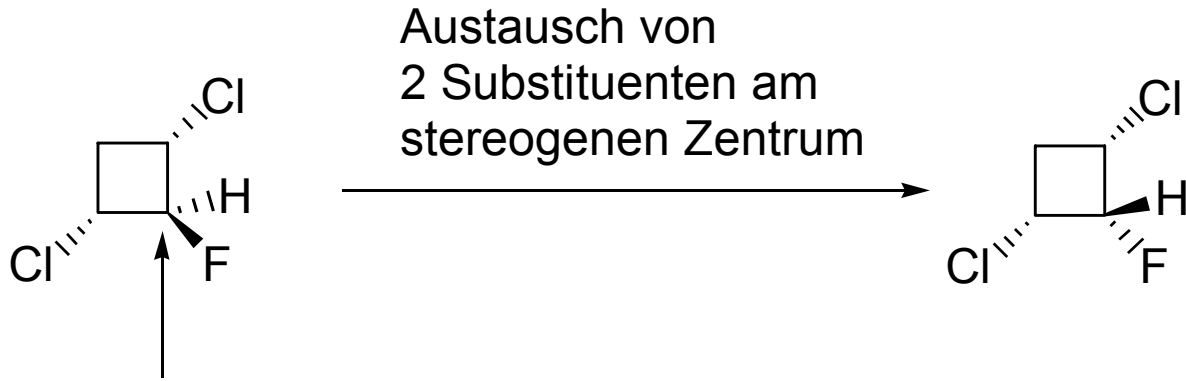 Austausch von
2 Substituenten am
stereogenen Zentrum
Cl
H
Cl
F
Cl
H
Cl
F